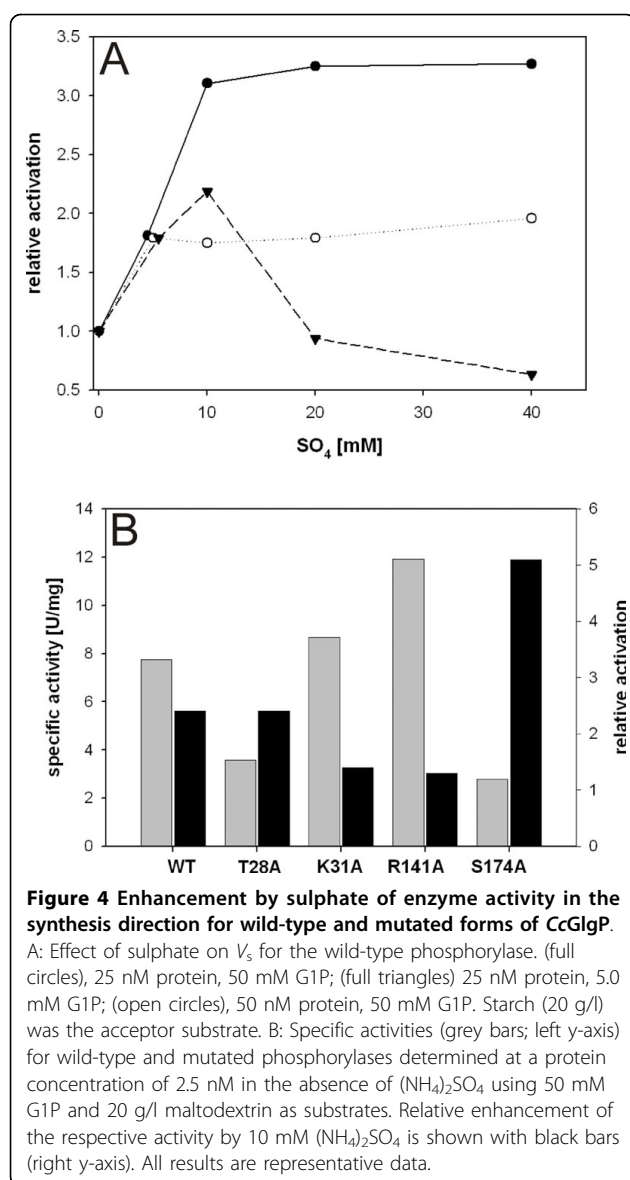 A
3.5
3.0
2.5
2.0
1.5
1.0
0.5
relative activation
0 10 20 30 40
SO4 [mM]
B
14
12
10
8
6
4
2
0
specific activity [U/mg]
6
5
4
3
2
1
0
relative activation
WT T28A K31A R141A S174A
Figure 4 Enhancement by sulphate of enzyme activity in the
synthesis direction for wild-type and mutated forms of CcGlgP.
A: Effect of sulphate on Vs for the wild-type phosphorylase. (full
circles), 25 nM protein, 50 mM G1P; (full triangles) 25 nM protein, 5.0
mM G1P; (open circles), 50 nM protein, 50 mM G1P. Starch (20 g/l)
was the acceptor substrate. B: Specific activities (grey bars; left y-axis)
for wild-type and mutated phosphorylases determined at a protein
concentration of 2.5 nM in the absence of (NH4)2SO4 using 50 mM
G1P and 20 g/l maltodextrin as substrates. Relative enhancement of
the respective activity by 10 mM (NH4)2SO4 is shown with black bars
(right y-axis). All results are representative data.